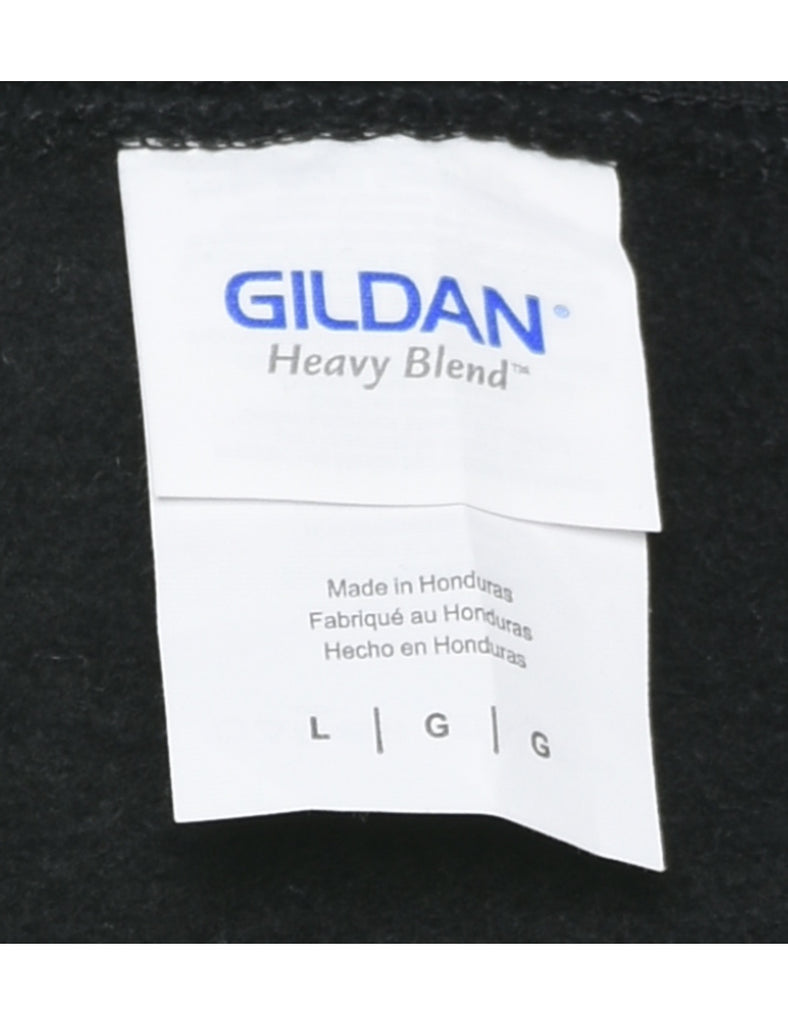 GILDAN®
Heavy Blend™
Made in Honduras
Fabriqué au Honduras
Hecho en Honduras
L | G | G